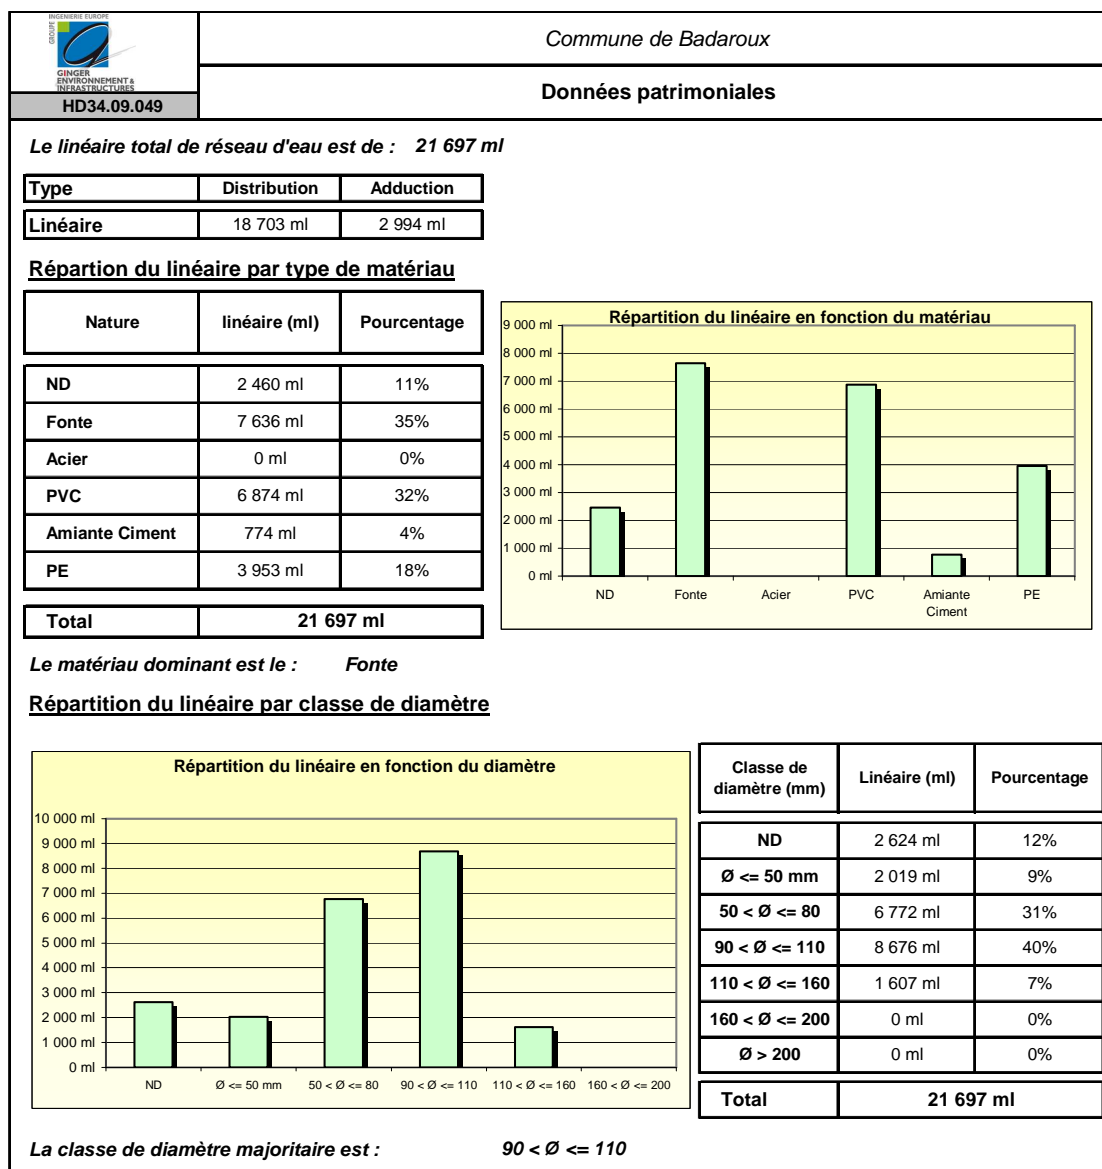 GROUPE
INGENIERIE EUROPE
GINGER
ENVIRONNEMENT &
INFRASTRUCTURES
HD34.09.049
Commune de Badaroux
Données patrimoniales
Le linéaire total de réseau d'eau est de : 21 697 ml
Type Distribution Adduction
Linéaire 18 703 ml 2 994 ml
Répartion du linéaire par type de matériau
Nature linéaire (ml) Pourcentage
ND 2 460 ml 11%
Fonte 7 636 ml 35%
Acier 0 ml 0%
PVC 6 874 ml 32%
Amiante Ciment 774 ml 4%
PE 3 953 ml 18%
Total 21 697 ml
Répartition du linéaire en fonction du matériau
9 000 ml
8 000 ml
7 000 ml
6 000 ml
5 000 ml
4 000 ml
3 000 ml
2 000 ml
1 000 ml
0 ml
ND Fonte Acier PVC Amiante PE
Ciment
Le matériau dominant est le : Fonte
Répartition du linéaire par classe de diamètre
Répartition du linéaire en fonction du diamètre
10 000 ml
9 000 ml
8 000 ml
7 000 ml
6 000 ml
5 000 ml
4 000 ml
3 000 ml
2 000 ml
1 000 ml
0 ml
ND Ø <= 50 mm 50 < Ø <= 80 90 < Ø <= 110 110 < Ø <= 160 160 < Ø <= 200
Classe de
diamètre (mm) Linéaire (ml) Pourcentage
ND 2 624 ml 12%
Ø <= 50 mm 2 019 ml 9%
50 < Ø <= 80 6 772 ml 31%
90 < Ø <= 110 8 676 ml 40%
110 < Ø <= 160 1 607 ml 7%
160 < Ø <= 200 0 ml 0%
Ø > 200 0 ml 0%
Total 21 697 ml
La classe de diamètre majoritaire est : 90 < Ø <= 110